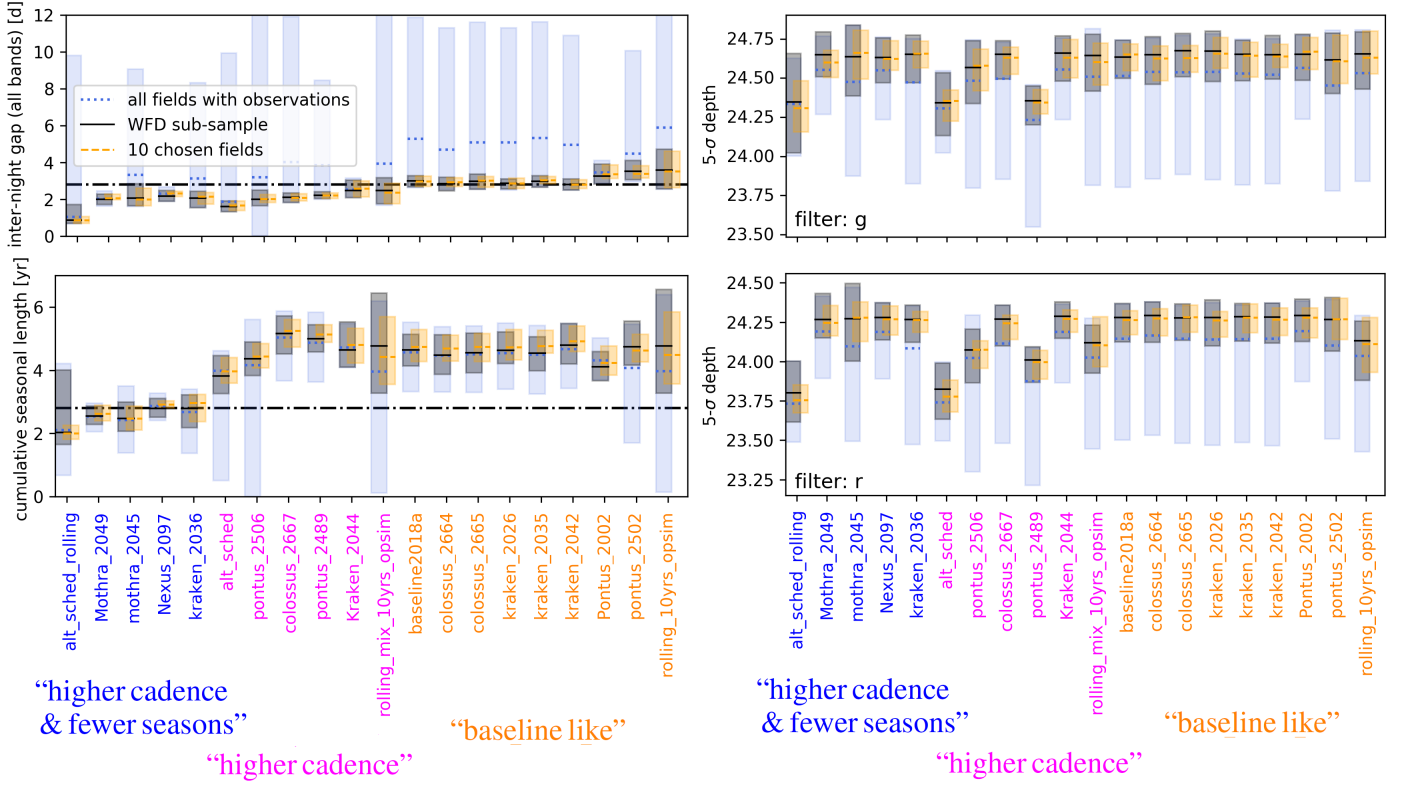 inter-night gap (all bands) [d]
12
10
8
6
4
2
0
all fields with observations
WFD sub-sample
10 chosen fields
cumulative seasonal length [yr]
6
4
2
0
alt_sched_rolling
Mothra_2049
mothra_2045
Nexus_2097
kraken_2036
alt_sched
pontus_2506
colossus_2667
pontus_2489
Kraken_2044
rolling_mix_10yrs_opsim
baseline2018a
colossus_2664
colossus_2665
kraken_2026
kraken_2035
kraken_2042
Pontus_2002
pontus_2502
rolling_10yrs_opsim
“higher cadence
& fewer seasons”
“higher cadence”
“baseline like”
5-σ depth
24.75
24.50
24.25
24.00
23.75
23.50
filter: g
5-σ depth
24.50
24.25
24.00
23.75
23.50
23.25
filter: r
alt_sched_rolling
Mothra_2049
mothra_2045
Nexus_2097
kraken_2036
alt_sched
pontus_2506
colossus_2667
pontus_2489
Kraken_2044
rolling_mix_10yrs_opsim
baseline2018a
colossus_2664
colossus_2665
kraken_2026
kraken_2035
kraken_2042
Pontus_2002
pontus_2502
rolling_10yrs_opsim
“higher cadence
& fewer seasons”
“higher cadence”
“baseline like”